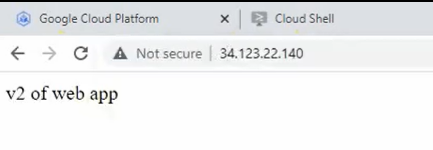 Google Cloud Platform Cloud Shell
Not secure 34.123.22.140
v2 of web app